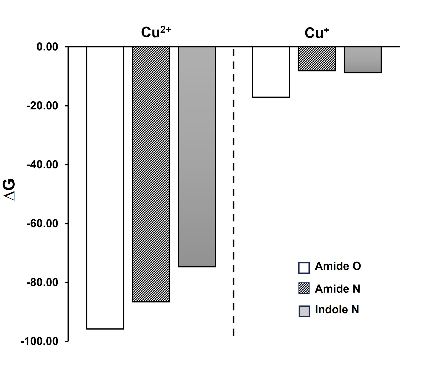 Cu²⁺
Cu⁺
0.00
-20.00
-40.00
-60.00
-80.00
-100.00
ΔG
Amide O
Amide N
Indole N